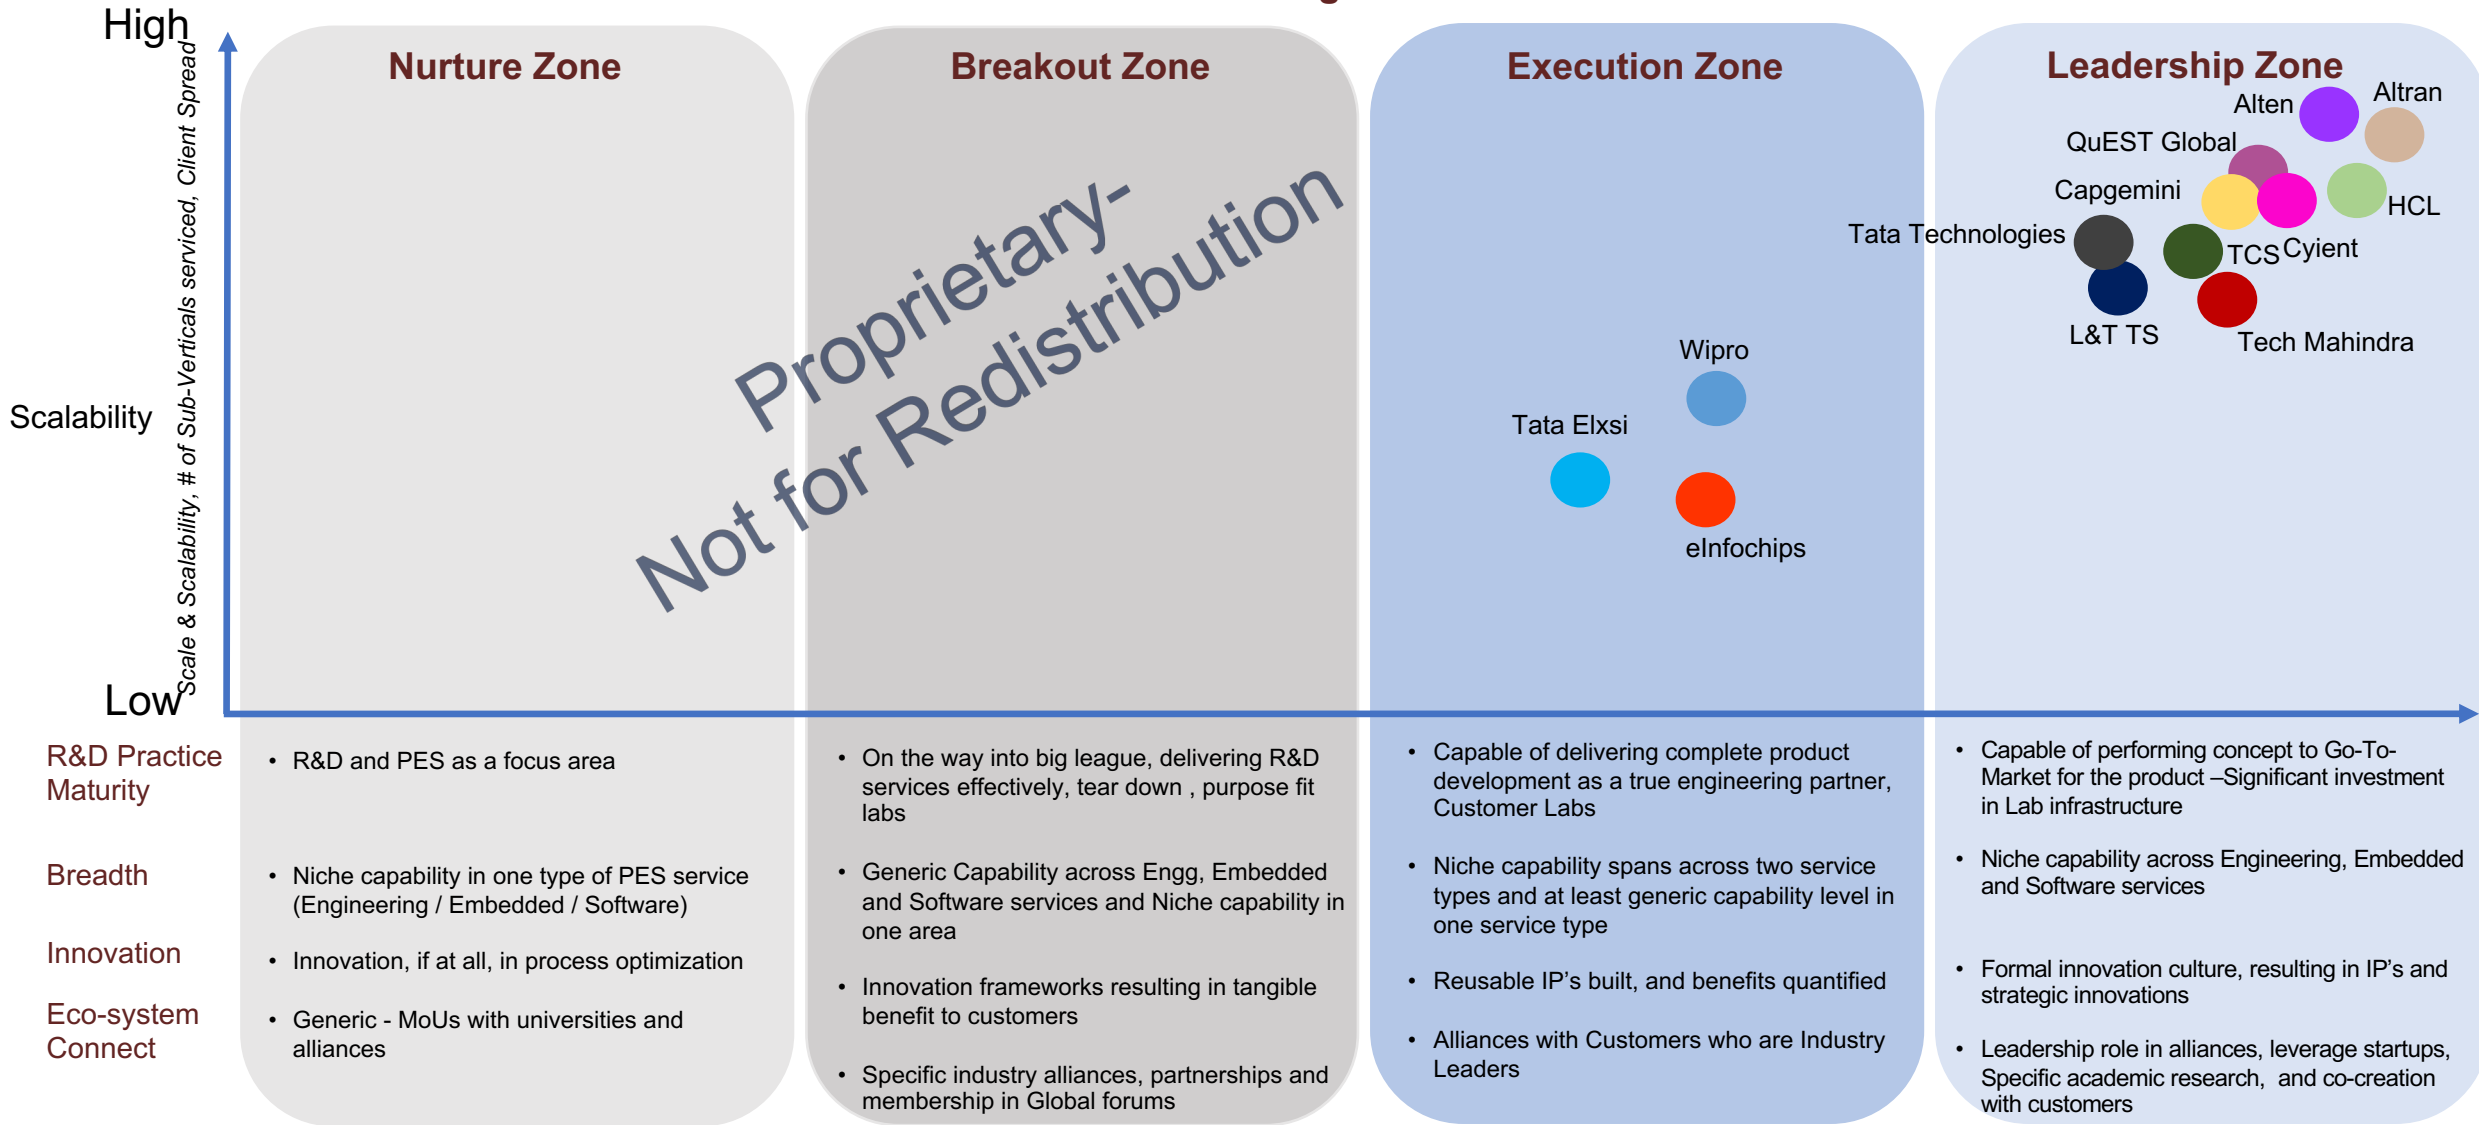 High
Nurture Zone
Breakout Zone
Execution Zone
Leadership Zone
Scale & Scalability, # of Sub-Verticals serviced, Client Spread
Alten
Altran
QuEST Global
Capgemini
HCL
Tata Technologies
TCS
Cyient
L&T TS
Tech Mahindra
Proprietary-
Not for Redistribution
Wipro
Scalability
Tata Elxsi
eInfochips
Low
R&D Practice
Maturity
Breadth
Innovation
Eco-system
Connect
• R&D and PES as a focus area
• Niche capability in one type of PES service
(Engineering / Embedded / Software)
• Innovation, if at all, in process optimization
• Generic - MoUs with universities and
alliances
• On the way into big league, delivering R&D
services effectively, tear down , purpose fit
labs
• Generic Capability across Engg, Embedded
and Software services and Niche capability in
one area
• Innovation frameworks resulting in tangible
benefit to customers
• Specific industry alliances, partnerships and
membership in Global forums
• Capable of delivering complete product
development as a true engineering partner,
Customer Labs
• Niche capability spans across two service
types and at least generic capability level in
one service type
• Reusable IP’s built, and benefits quantified
• Alliances with Customers who are Industry
Leaders
• Capable of performing concept to Go-To-
Market for the product –Significant investment
in Lab infrastructure
• Niche capability across Engineering, Embedded
and Software services
• Formal innovation culture, resulting in IP’s and
strategic innovations
• Leadership role in alliances, leverage startups,
Specific academic research, and co-creation
with customers